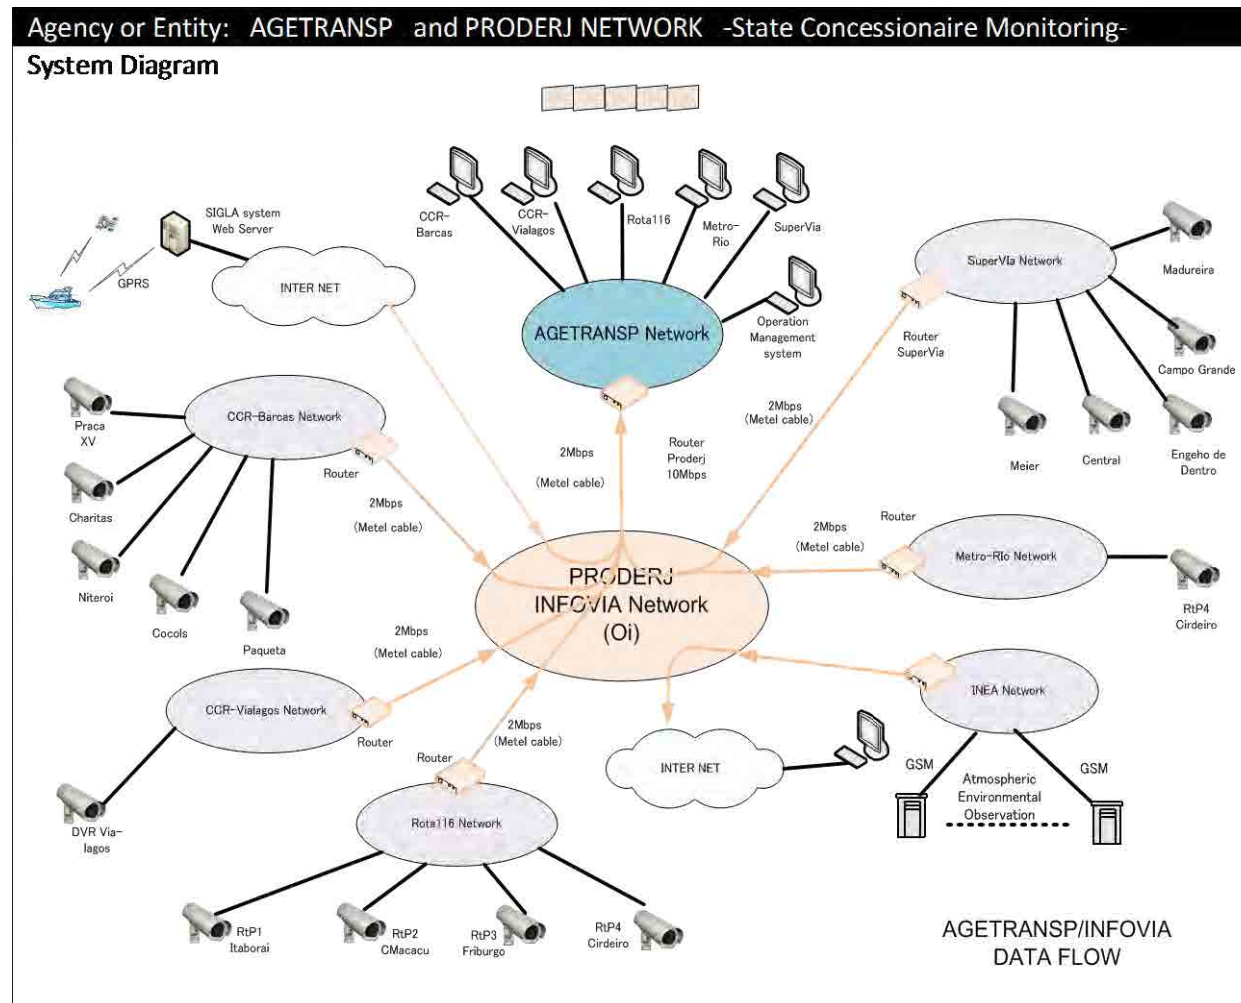 Agency or Entity: AGETRANSP and PRODERJ NETWORK -State Concessionaire Monitoring-
System Diagram
CCR-
Barcas
CCR-
Vialagos
Rota116
Metro-
Rio
SuperVia
SIGLA system
Web Server
GPRS
INTER NET
AGETRANSP Network
Operation
Management
system
SuperVia Network
Madureira
Router
SuperVia
Campo Grande
Meier
Central
Engeho de
Dentro
CCR-Barcas Network
Praca
XV
Charitas
Niteroi
Cocols
Paqueta
Router
2Mbps
(Metel cable)
2Mbps
(Metel cable)
Router
Proderj
10Mbps
2Mbps
(Metel cable)
2Mbps
(Metel cable)
Router
Metro-RIo Network
RtP4
Cirdeiro
PRODERJ
INFOVIA Network
(Oi)
2Mbps
(Metel cable)
CCR-Vialagos Network
Router
DVR Via-
lagos
2Mbps
(Metel cable)
Router
Rota116 Network
RtP1
Itaborai
RtP2
CMacacu
RtP3
Friburgo
RtP4
Cirdeiro
INTER NET
INEA Network
GSM
GSM
Atmospheric
Environmental
Observation
AGETRANSP/INFOVIA
DATA FLOW